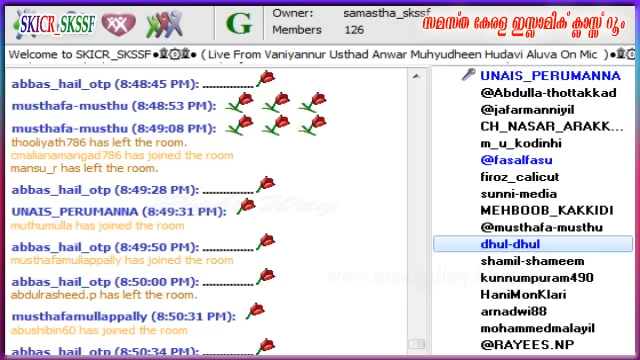 SKICR_SKSSF
G
Owner: samastha_skssf
Members 126
സമസ്ത കേരള ഇസ്ലാമിക് ക്ലാസ്സ് റൂം
Welcome to SKICR_SKSSF ( Live From Vaniyannur Usthad Anwar Muhyudheen Hudavi Aluva On Mic )
abbas_hail_otp (8:48:45 PM): ..............
musthafa-musthu (8:48:53 PM):
musthafa-musthu (8:49:08 PM):
thooliyath786 has left the room.
cmalianamangad786 has joined the room
mansu_r has left the room.
abbas_hail_otp (8:49:28 PM): ..............
UNAIS_PERUMANNA (8:49:31 PM):
muthumulla has joined the room
abbas_hail_otp (8:49:50 PM): ..............
musthafamullappally has joined the room
abbas_hail_otp (8:50:00 PM): ..............
abdulrasheed.p has left the room.
musthafamullappally (8:50:31 PM):
abushibin60 has joined the room
abbas_hail_otp (8:50:34 PM): ..............
UNAIS_PERUMANNA
@Abdulla-thottakkad
@jafarmanniyil
CH_NASAR_ARAKK...
m_u_kodinhi
@fasalfasu
firoz_calicut
sunni-media
MEHBOOB_KAKKIDI
@musthafa-musthu
dhul-dhul
shamil-shameem
kunnumpuram490
HaniMonKlari
arnadwi88
mohammedmalayil
@RAYEES.NP